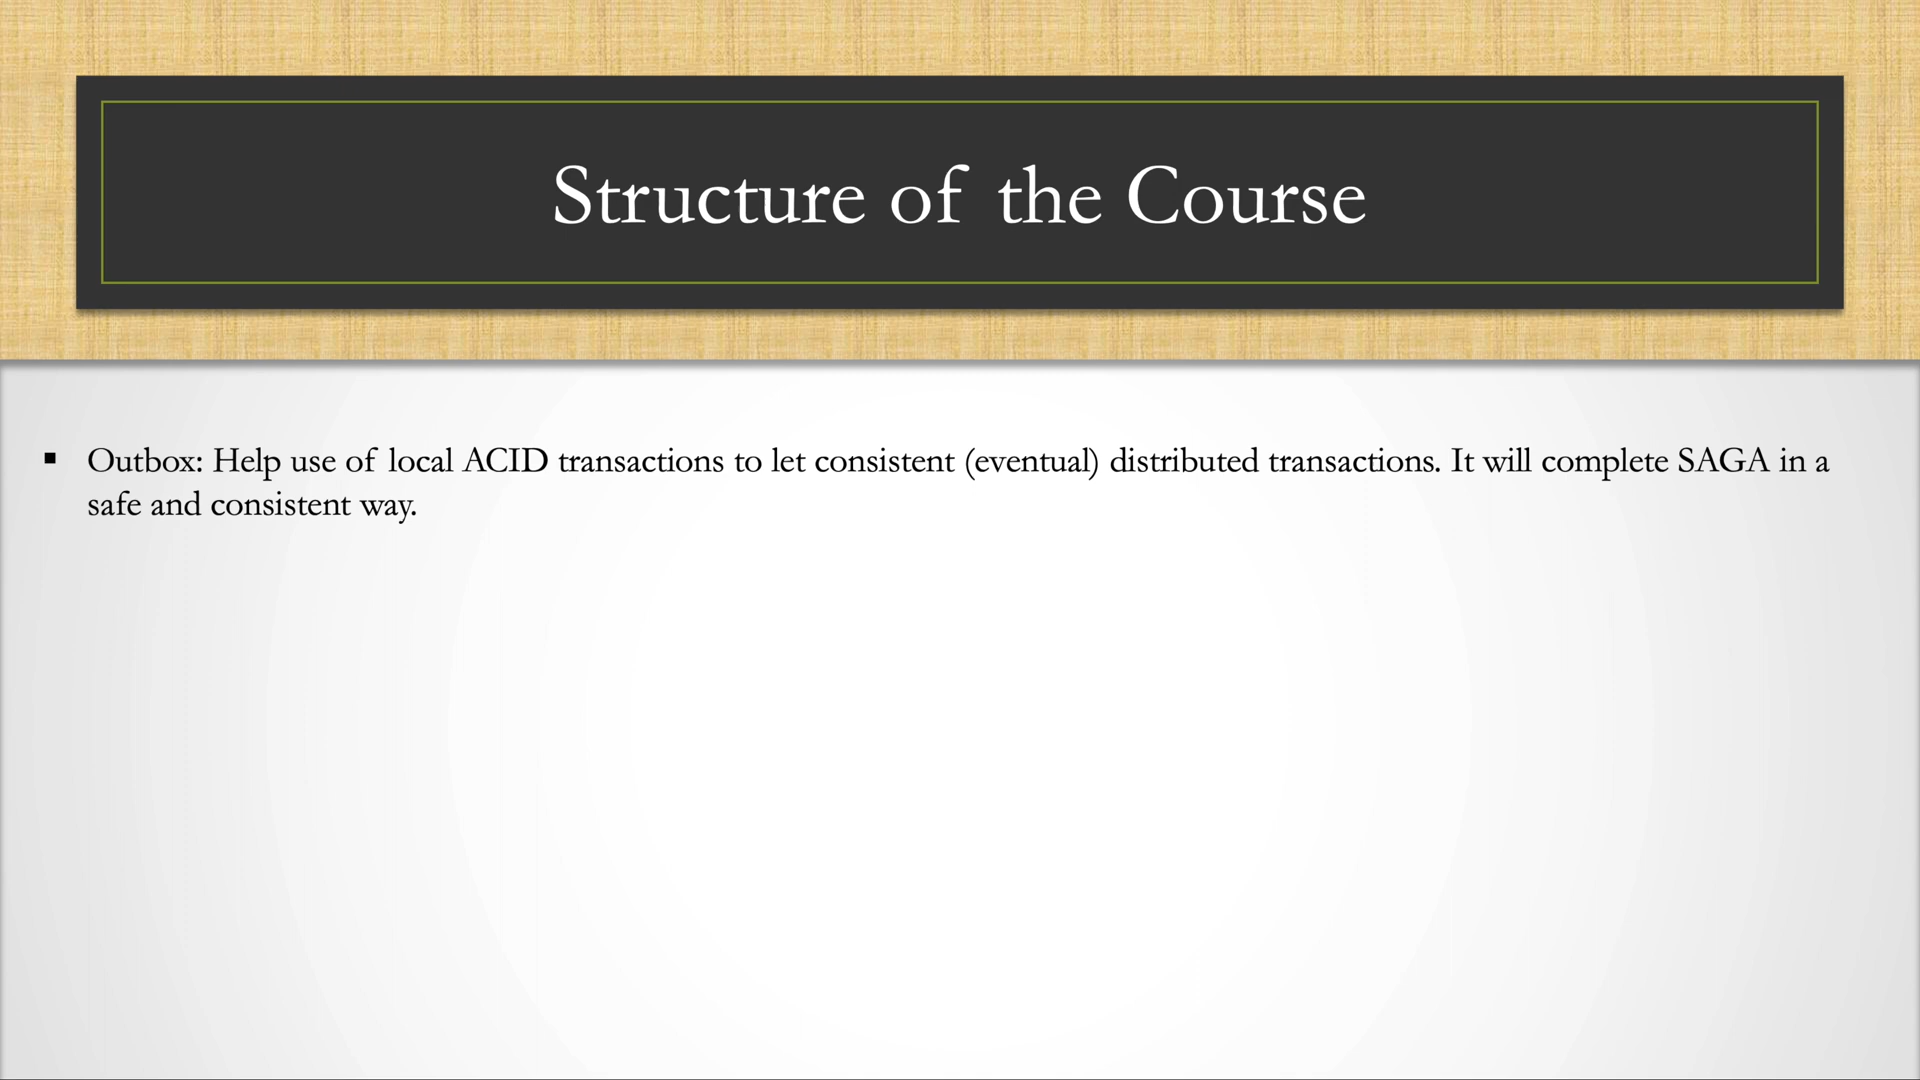 Structure of the Course
▪ Outbox: Help use of local ACID transactions to let consistent (eventual) distributed transactions. It will complete SAGA in a
safe and consistent way.